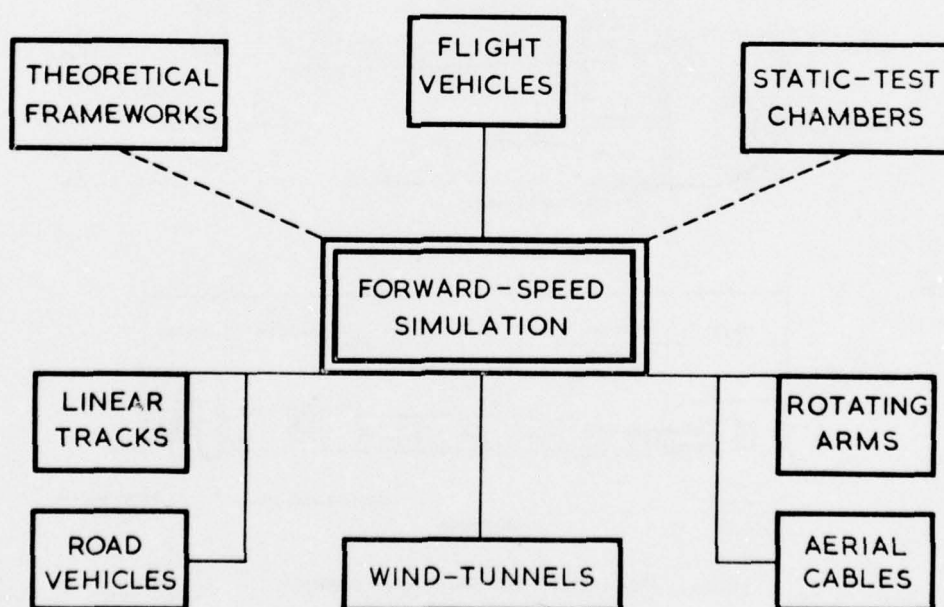 THEORETICAL
FRAMEWORKS
FLIGHT
VEHICLES
STATIC-TEST
CHAMBERS
FORWARD-SPEED
SIMULATION
LINEAR
TRACKS
ROTATING
ARMS
ROAD
VEHICLES
WIND-TUNNELS
AERIAL
CABLES